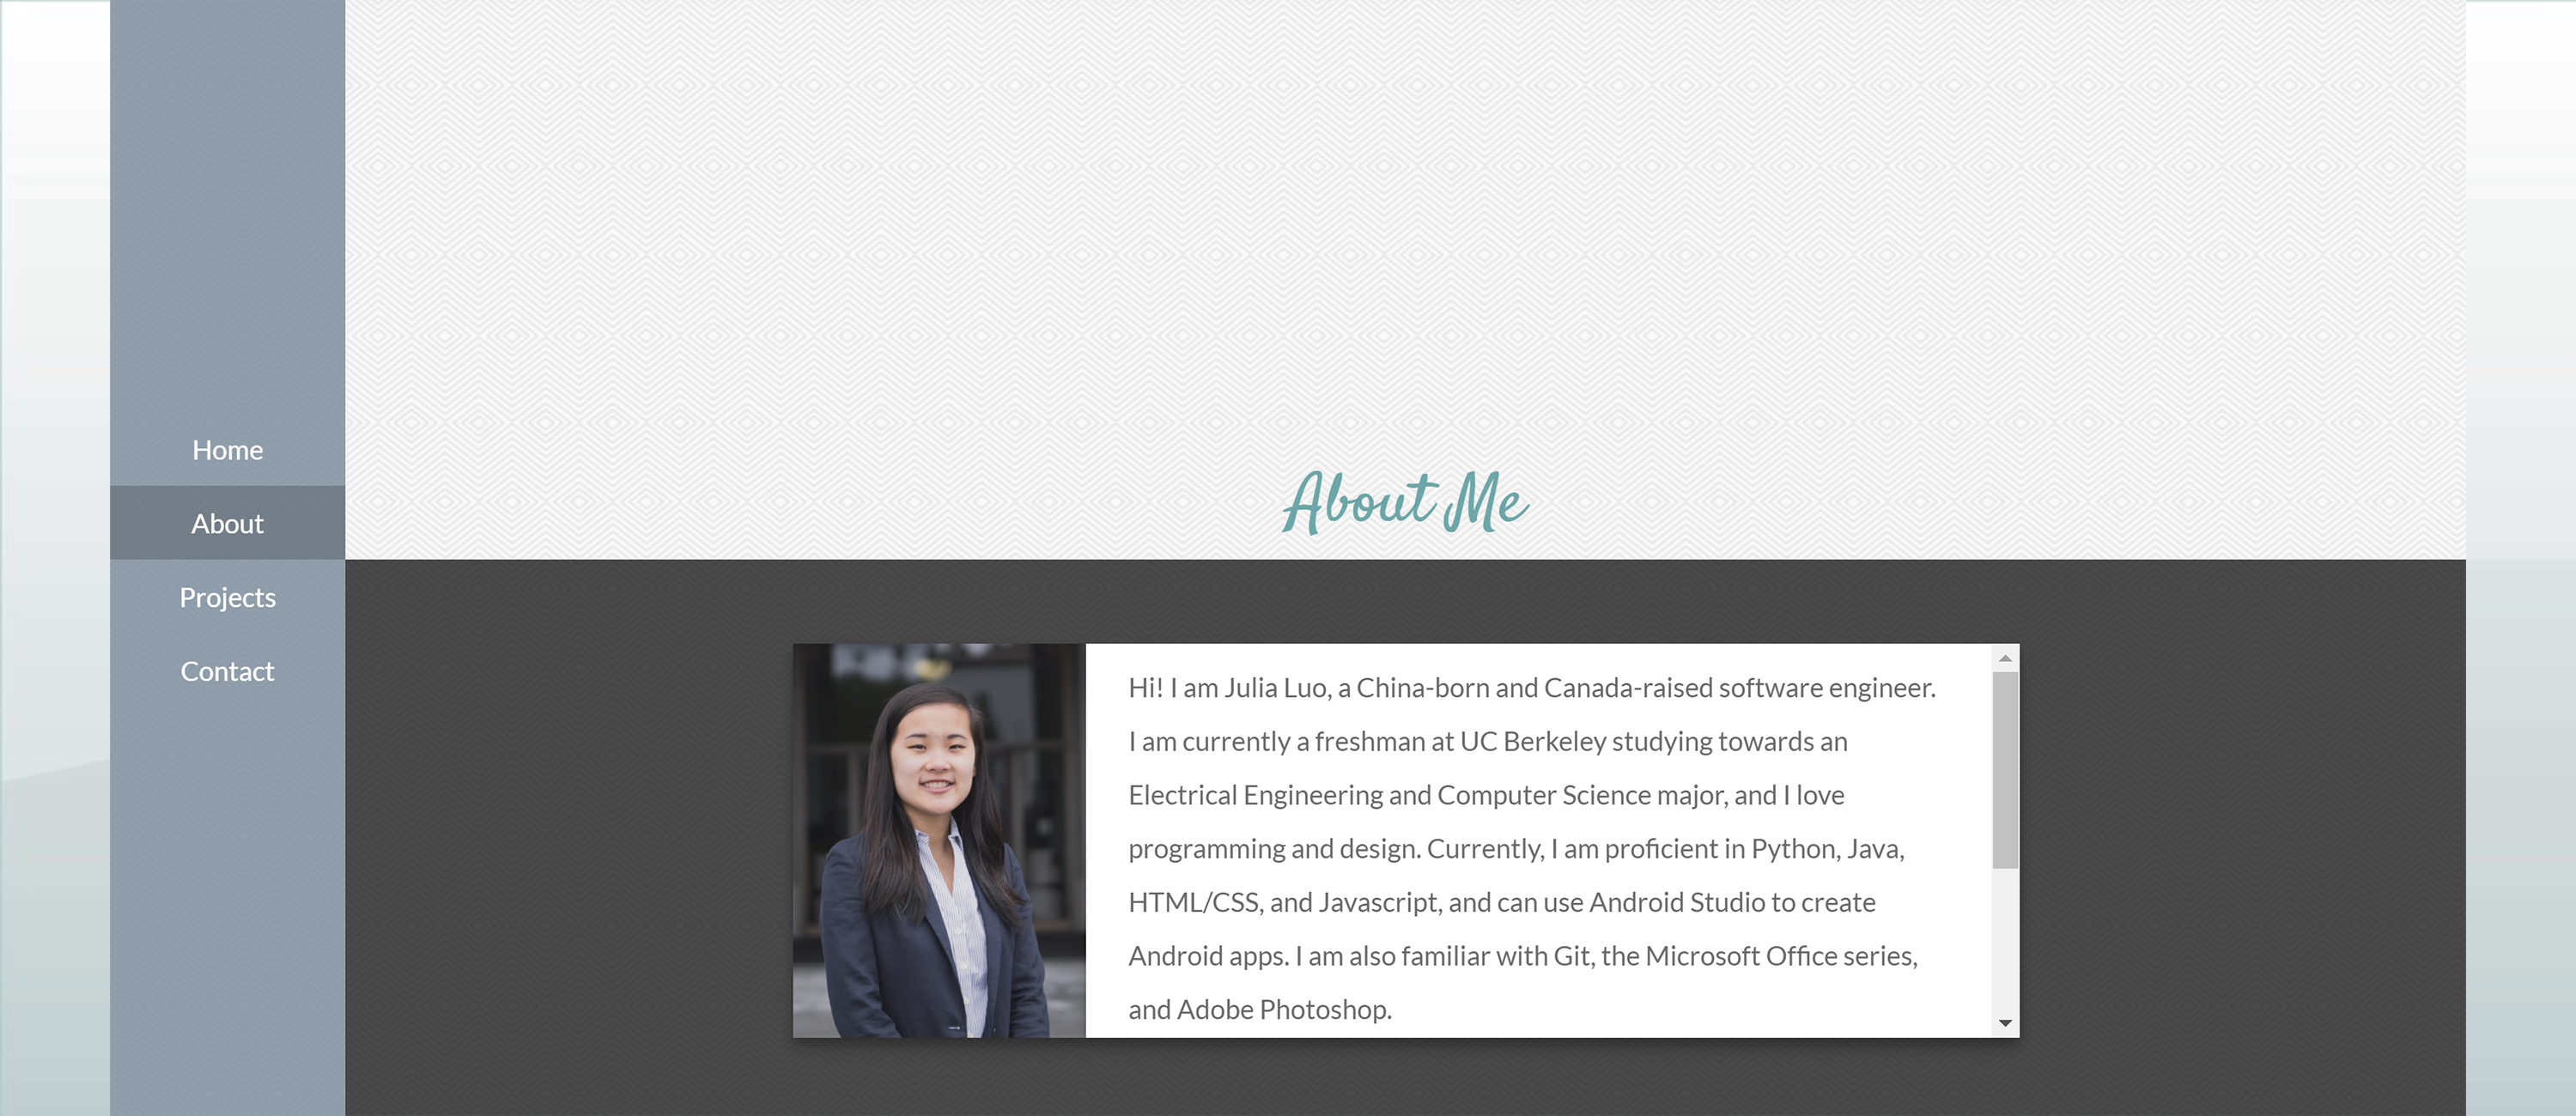 Home
About
Projects
Contact
About Me
Hi! I am Julia Luo, a China-born and Canada-raised software engineer.
I am currently a freshman at UC Berkeley studying towards an
Electrical Engineering and Computer Science major, and I love
programming and design. Currently, I am proficient in Python, Java,
HTML/CSS, and Javascript, and can use Android Studio to create
Android apps. I am also familiar with Git, the Microsoft Office series,
and Adobe Photoshop.